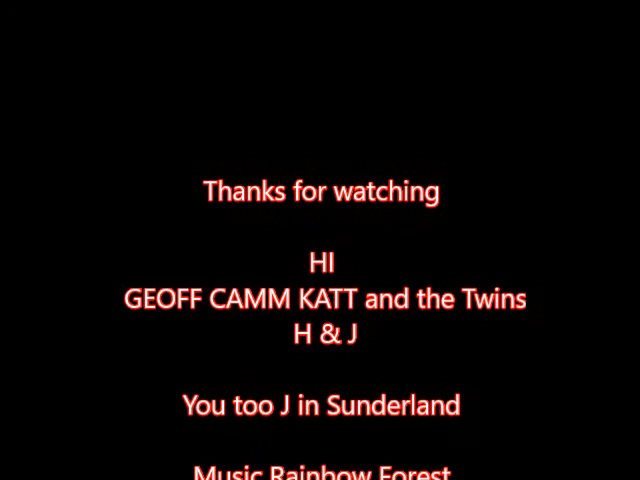 Thanks for watching
HI
GEOFF CAMM KATT and the Twins
H & J
You too J in Sunderland
Music Rainbow Forest